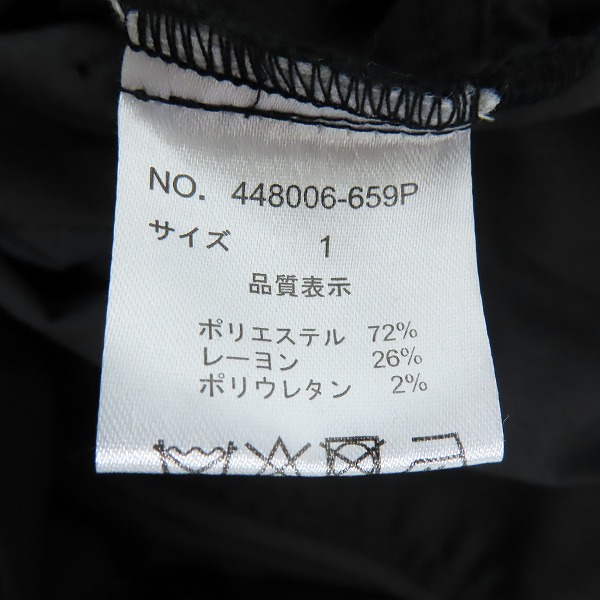 NO. 448006-659P
サイズ 1
品質表示
ポリエステル 72%
レーヨン 26%
ポリウレタン 2%